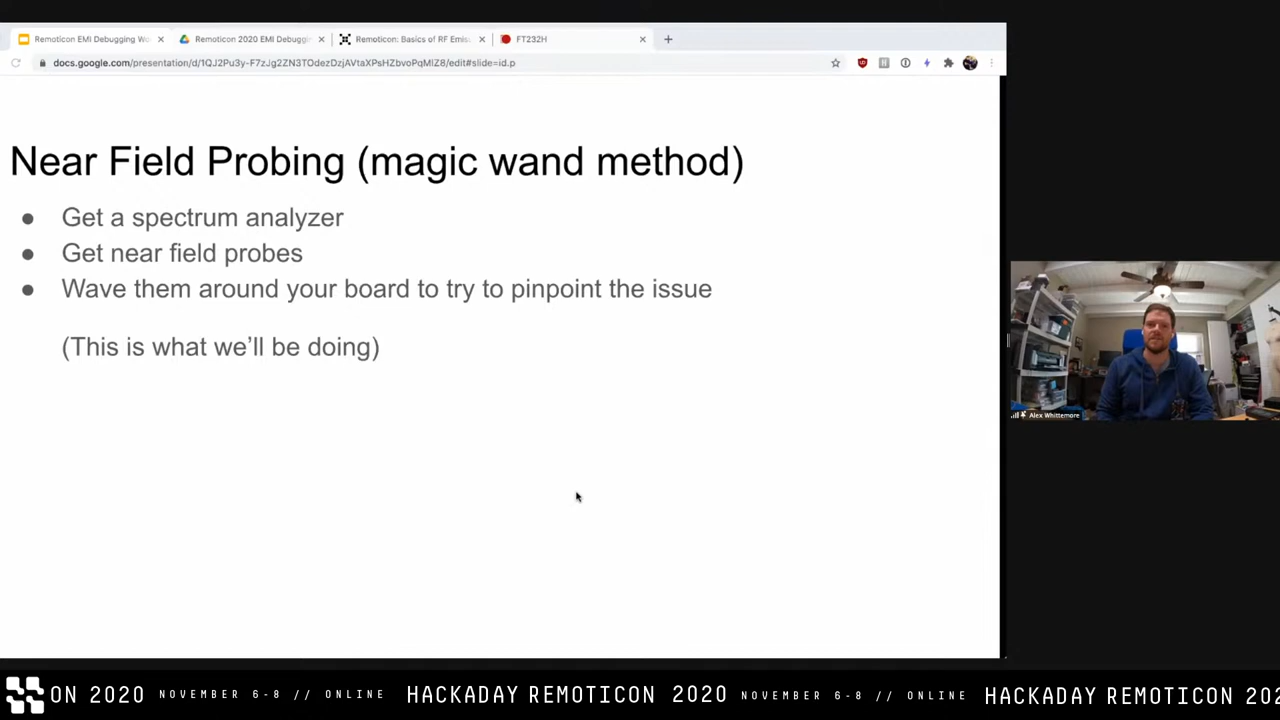 Remoticon EMI Debugging Wo
Remoticon 2020 EMI Debuggin
Remoticon: Basics of RF Emis
FT232H
docs.google.com/presentation/d/1QJ2Pu3y-F7zJg2ZN3TOdezDzjAVtaXPsHZbvoPqMIZ8/edit#slide=id.p
Near Field Probing (magic wand method)
● Get a spectrum analyzer
● Get near field probes
● Wave them around your board to try to pinpoint the issue
(This is what we'll be doing)
Alex Whittemore
ON 2020 NOVEMBER 6-8 // ONLINE HACKADAY REMOTICON 2020 NOVEMBER 6-8 // ONLINE HACKADAY REMOTICON 202